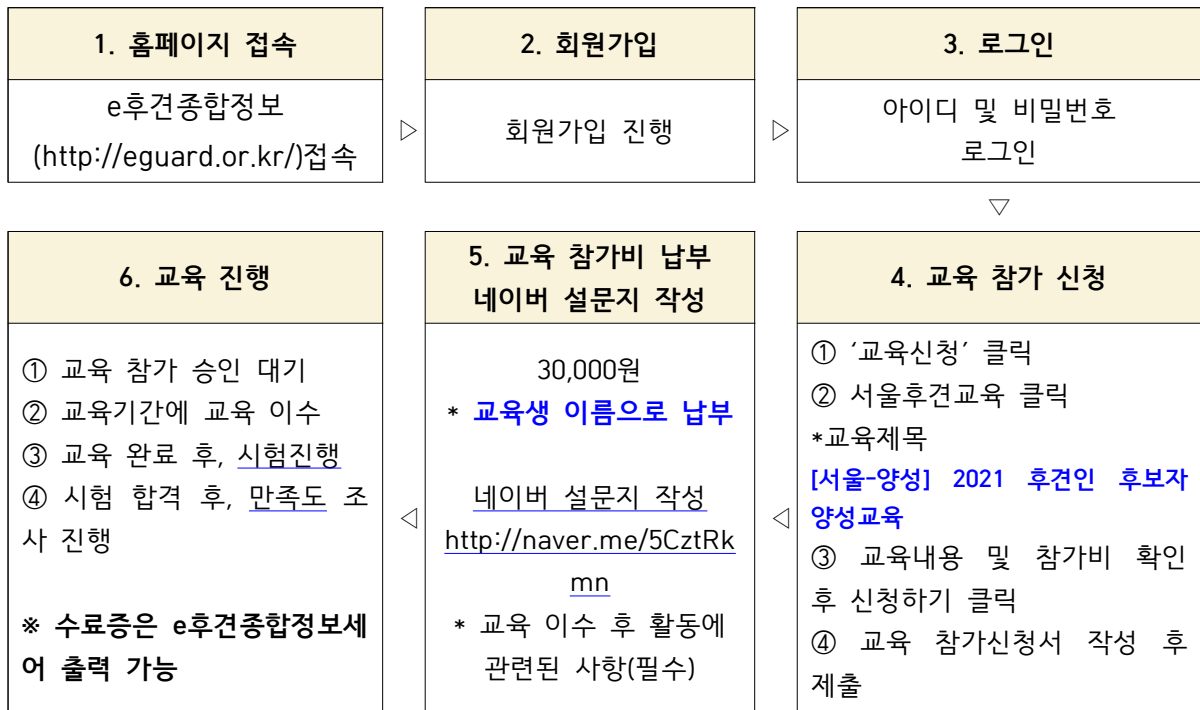 1. 홈페이지 접속
e후견종합정보
(http://eguard.or.kr/)접속
▷
2. 회원가입
회원가입 진행
▷
3. 로그인
아이디 및 비밀번호
로그인
▽
4. 교육 참가 신청
① ‘교육신청’ 클릭
② 서울후견교육 클릭
*교육제목
[서울-양성] 2021 후견인 후보자
양성교육
③ 교육내용 및 참가비 확인
후 신청하기 클릭
④ 교육 참가신청서 작성 후
제출
◁
5. 교육 참가비 납부
네이버 설문지 작성
30,000원
* 교육생 이름으로 납부
네이버 설문지 작성
http://naver.me/5CztRk
mn
* 교육 이수 후 활동에
관련된 사항(필수)
◁
6. 교육 진행
① 교육 참가 승인 대기
② 교육기간에 교육 이수
③ 교육 완료 후, 시험진행
④ 시험 합격 후, 만족도 조
사 진행
※ 수료증은 e후견종합정보세
어 출력 가능